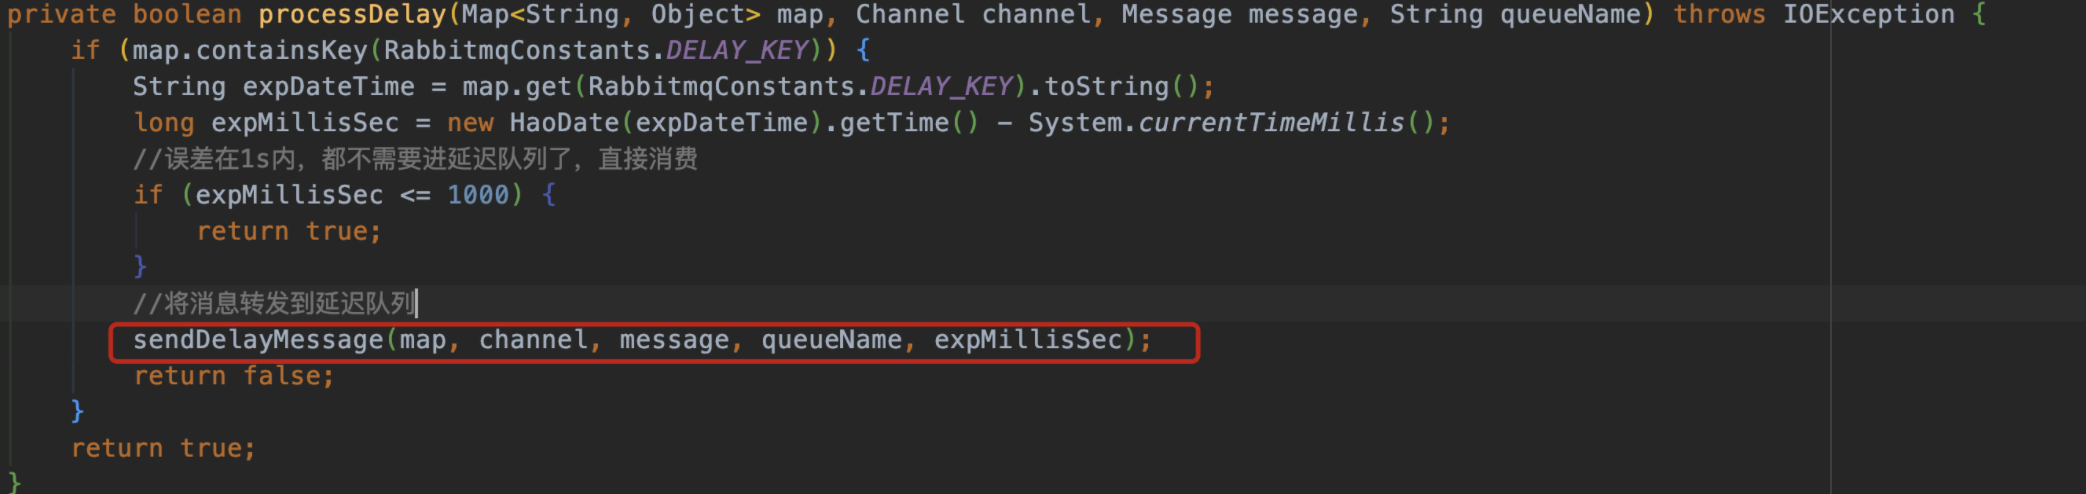 private boolean processDelay(Map<String, Object> map, Channel channel, Message message, String queueName) throws IOException {
    if (map.containsKey(RabbitmqConstants.DELAY_KEY)) {
        String expDateTime = map.get(RabbitmqConstants.DELAY_KEY).toString();
        long expMillisSec = new HaoDate(expDateTime).getTime() - System.currentTimeMillis();
        //误差在1s内，都不需要进延迟队列了，直接消费
        if (expMillisSec <= 1000) {
            return true;
        }
        //将消息转发到延迟队列
        sendDelayMessage(map, channel, message, queueName, expMillisSec);
        return false;
    }
    return true;
}